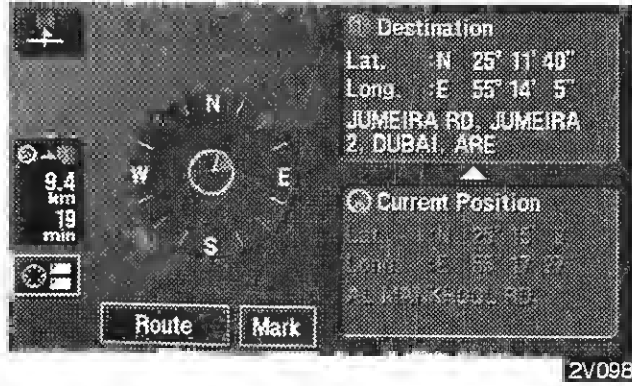 Destination
Lat. :N 25° 11' 40"
Long. :E 55° 14' 5"
JUMEIRA RD, JUMEIRA
2, DUBAI, ARE
N
W
E
S
9.4
km
19
min
Current Position
Route
Mark
2V098